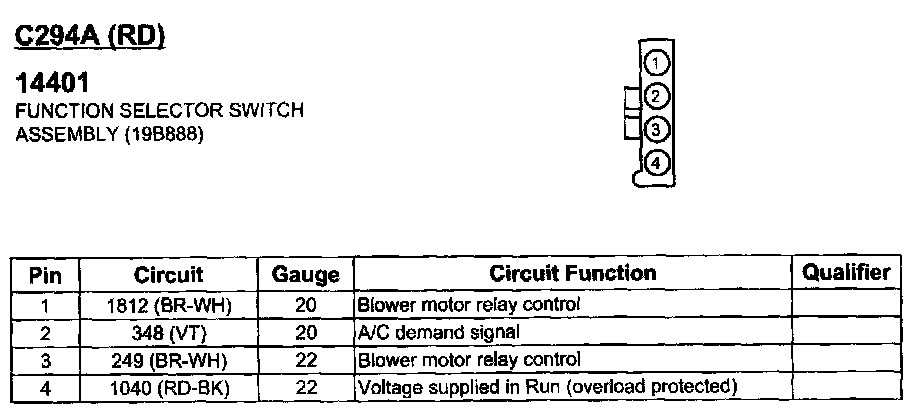 C294A (RD)
14401
FUNCTION SELECTOR SWITCH
ASSEMBLY (19B888)
1
2
3
4
Pin Circuit Gauge Circuit Function Qualifier
1 1812 (BR-WH) 20 Blower motor relay control
2 348 (VT) 20 A/C demand signal
3 249 (BR-WH) 22 Blower motor relay control
4 1040 (RD-BK) 22 Voltage supplied in Run (overload protected)